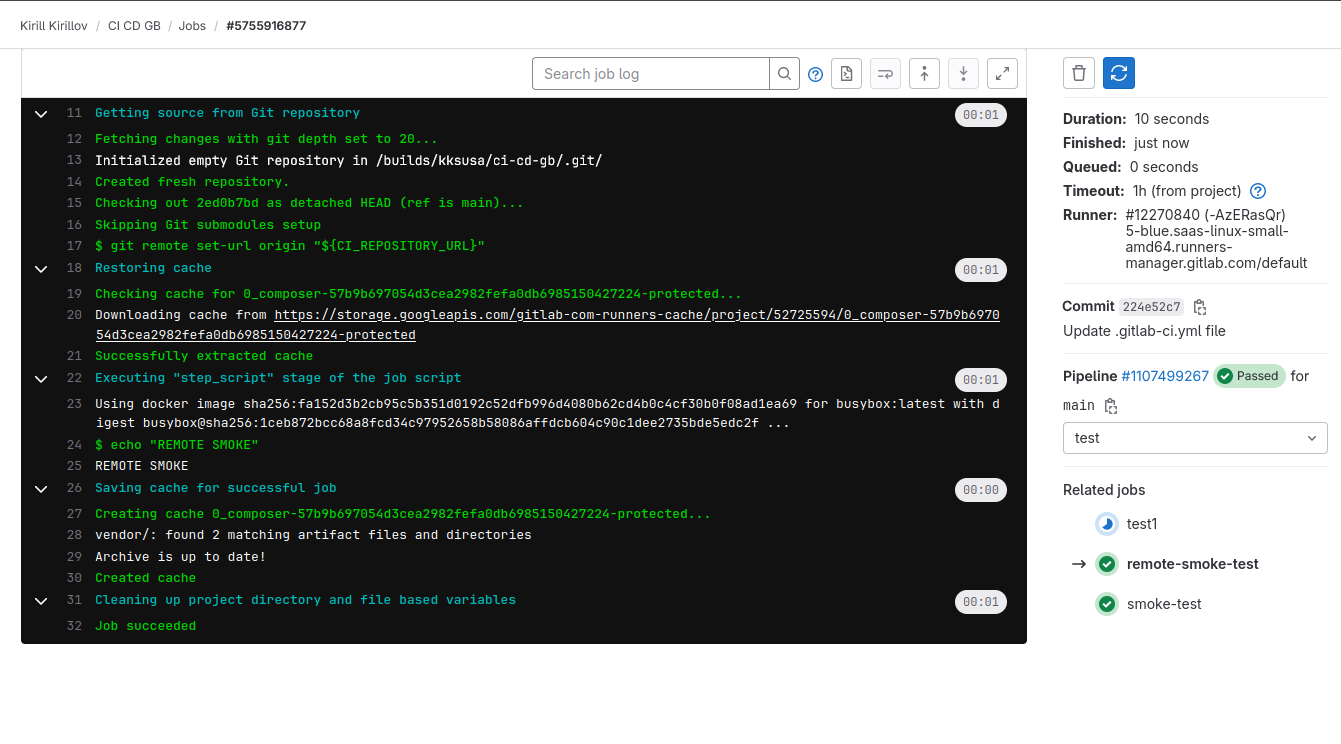 Kirill Kirillov / CI CD GB / Jobs / #5755916877
Search job log
11 Getting source from Git repository 00:01
12 Fetching changes with git depth set to 20...
13 Initialized empty Git repository in /builds/kksusa/ci-cd-gb/.git/
14 Created fresh repository.
15 Checking out 2ed0b7bd as detached HEAD (ref is main)...
16 Skipping Git submodules setup
17 $ git remote set-url origin "${CI_REPOSITORY_URL}"
18 Restoring cache 00:01
19 Checking cache for 0_composer-57b9b697054d3cea2982fefa0db6985150427224-protected...
20 Downloading cache from https://storage.googleapis.com/gitlab-com-runners-cache/project/52725594/0_composer-57b9b6970
54d3cea2982fefa0db6985150427224-protected
21 Successfully extracted cache
22 Executing "step_script" stage of the job script 00:01
23 Using docker image sha256:fa152d3b2cb95c5b351d0192c52dfb996d4080b62cd4b0c4cf30b0f08ad1ea69 for busybox:latest with d
igest busybox@sha256:1ceb872bcc68a8fcd34c97952658b58086affdcb604c90c1dee2735bde5edc2f ...
24 $ echo "REMOTE SMOKE"
25 REMOTE SMOKE
26 Saving cache for successful job 00:00
27 Creating cache 0_composer-57b9b697054d3cea2982fefa0db6985150427224-protected...
28 vendor/: found 2 matching artifact files and directories
29 Archive is up to date!
30 Created cache
31 Cleaning up project directory and file based variables 00:01
32 Job succeeded
Duration: 10 seconds
Finished: just now
Queued: 0 seconds
Timeout: 1h (from project)
Runner: #12270840 (-AzERasQr)
5-blue.saas-linux-small-
amd64.runners-
manager.gitlab.com/default
Commit 224e52c7
Update .gitlab-ci.yml file
Pipeline #1107499267 Passed for
main
test
Related jobs
test1
remote-smoke-test
smoke-test